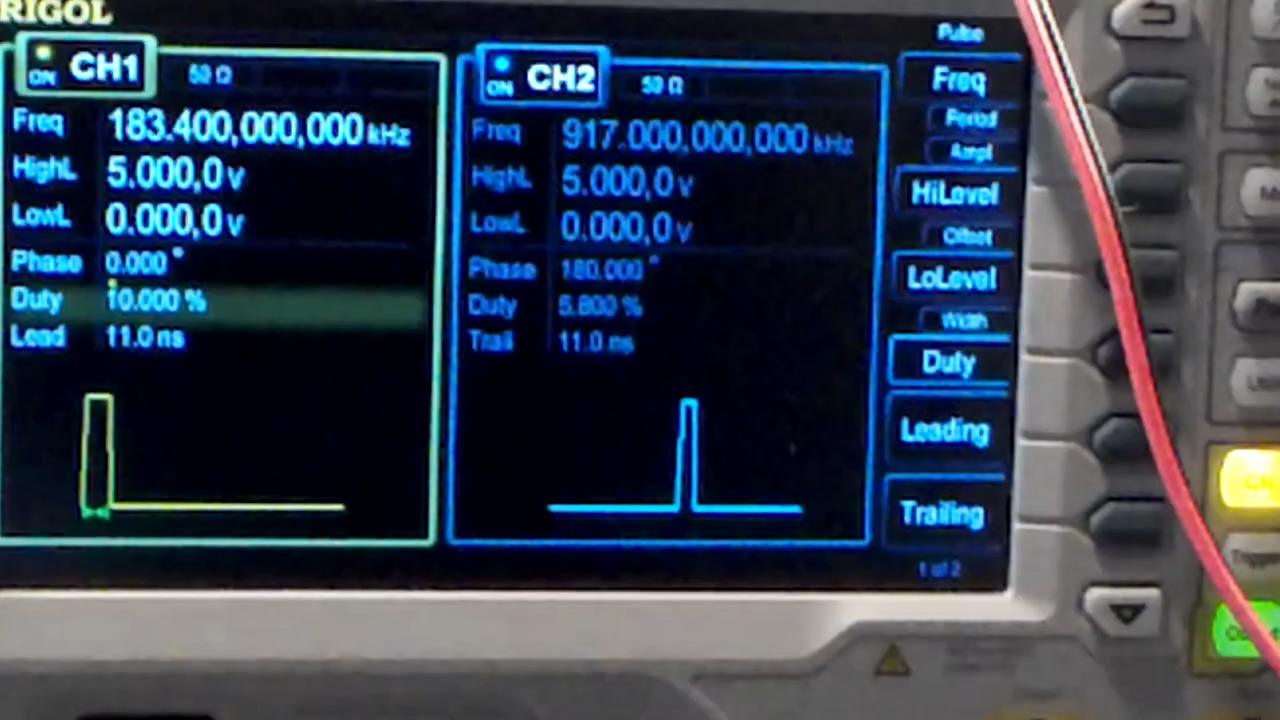 RIGOL
ON CH1 50 Ω
Freq 183.400,000,000 kHz
HighL 5.000,0 v
LowL 0.000,0 v
Phase 0.000 °
Duty 10.000 %
Lead 11.0 ns
ON CH2 50 Ω
Freq 917.000,000,000 kHz
HighL 5.000,0 v
LowL 0.000,0 v
Phase 180.000 °
Duty 5.800 %
Trail 11.0 ns
Pulse
Freq
Period
Ampl
HiLevel
Offset
LoLevel
Width
Duty
Leading
Trailing
1 of 2